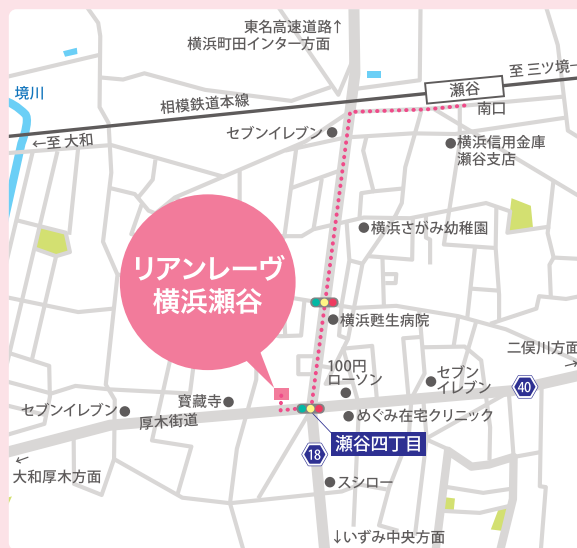 東名高速道路↑
横浜町田インター方面
境川
相模鉄道本線
瀬谷
至 三ツ境→
←至 大和
南口
セブンイレブン
横浜信用金庫
瀬谷支店
横浜さがみ幼稚園
リアンレーヴ
横浜瀬谷
横浜甦生病院
二俣川方面
→
100円
ローソン
セブン
イレブン
40
寳蔵寺
セブンイレブン
厚木街道
めぐみ在宅クリニック
瀬谷四丁目
18
←
大和厚木方面
スシロー
↓いずみ中央方面